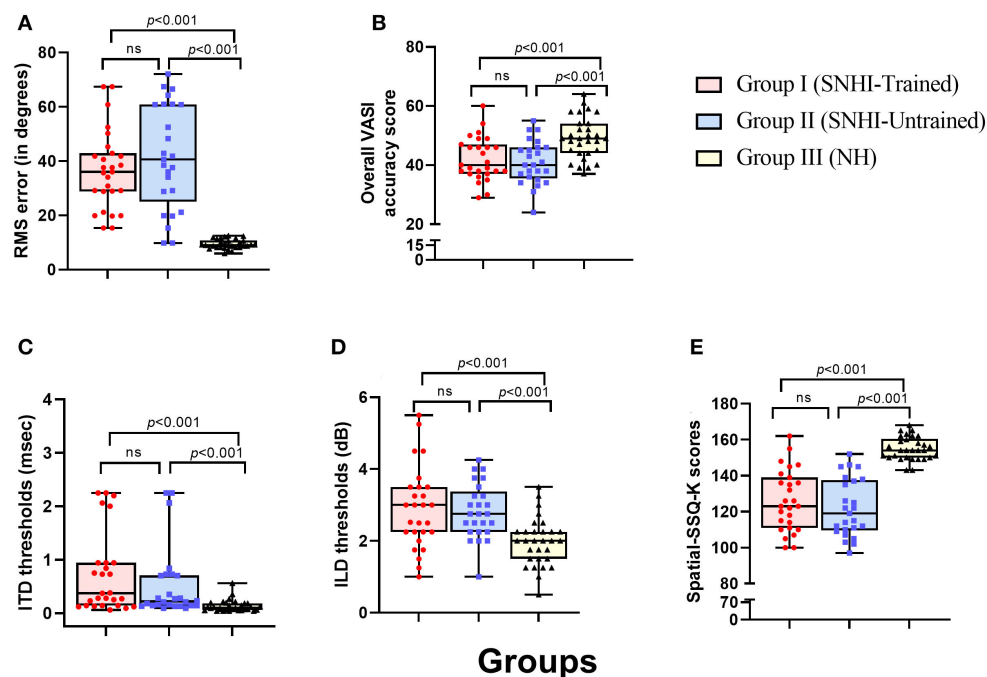 A
p<0.001
ns
p<0.001
80
60
40
20
0
RMS error (in degrees)
B
p<0.001
ns
p<0.001
80
60
40
20
15
0
Overall VASI
accuracy score
Group I (SNHI-Trained)
Group II (SNHI-Untrained)
Group III (NH)
C
p<0.001
ns
p<0.001
4
3
2
1
0
ITD thresholds (msec)
D
p<0.001
ns
p<0.001
6
4
2
0
ILD thresholds (dB)
E
p<0.001
ns
p<0.001
180
160
140
120
100
80
70
0
Spatial-SSQ-K scores
Groups